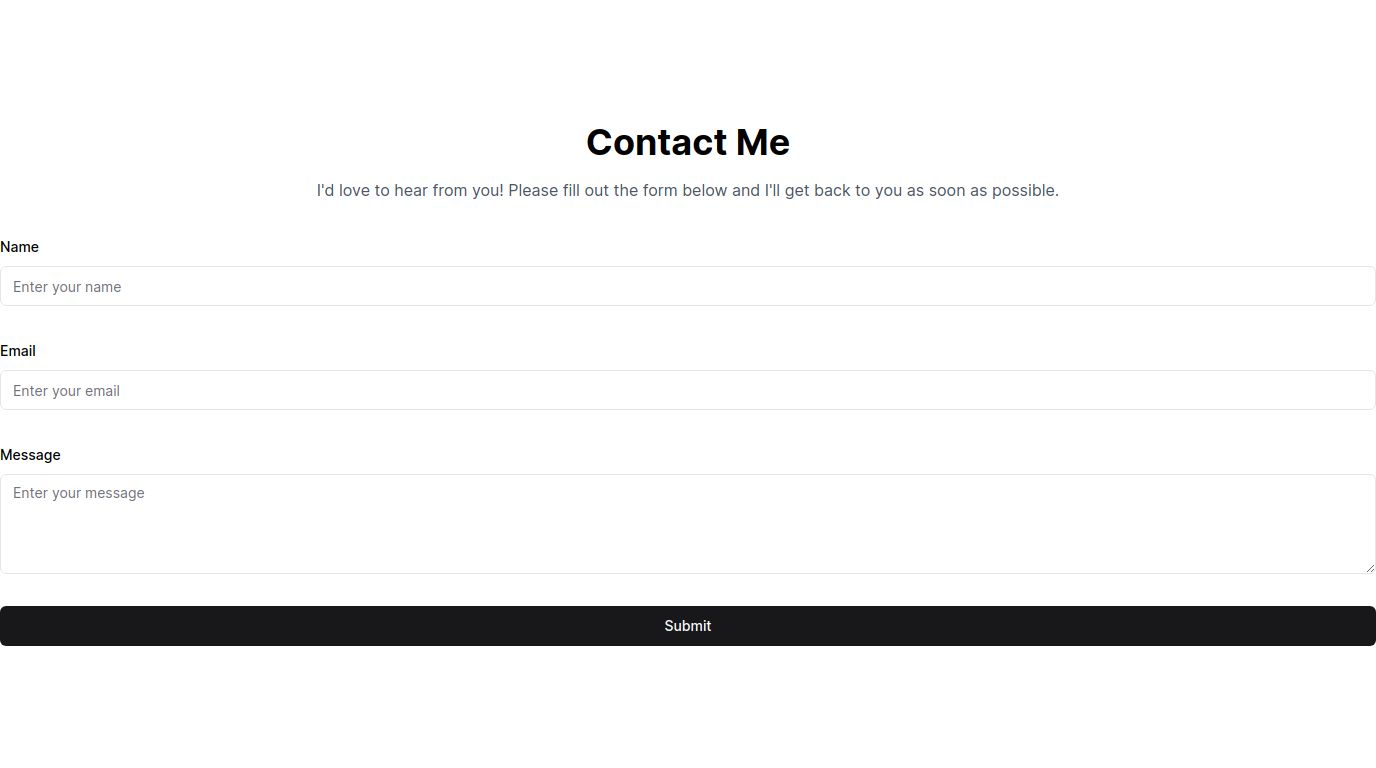 Contact Me
I'd love to hear from you! Please fill out the form below and I'll get back to you as soon as possible.
Name
Enter your name
Email
Enter your email
Message
Enter your message
Submit